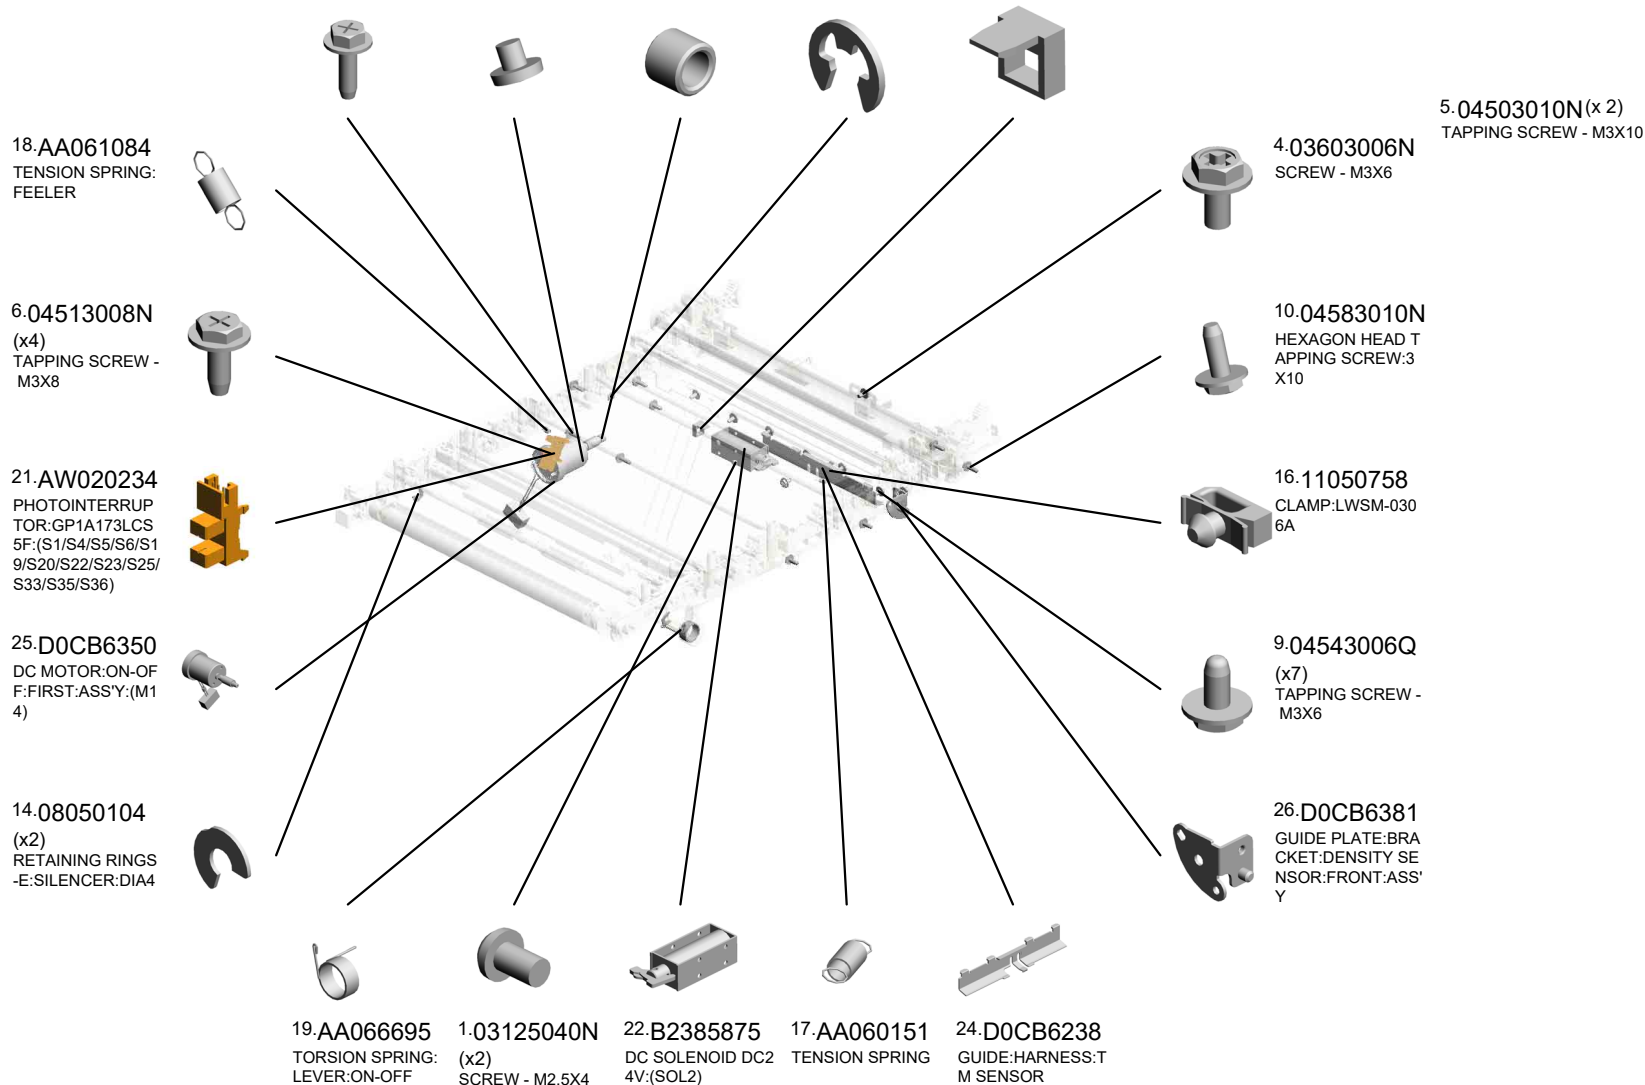 18.AA061084
TENSION SPRING:
FEELER
6.04513008N
(x4)
TAPPING SCREW -
M3X8
21.AW020234
PHOTOINTERRUP
TOR:GP1A173LCS
5F:(S1/S4/S5/S6/S1
9/S20/S22/S23/S25/
S33/S35/S36)
25.D0CB6350
DC MOTOR:ON-OF
F:FIRST:ASS'Y:(M1
4)
14.08050104
(x2)
RETAINING RINGS
-E:SILENCER:DIA4
19.AA066695
TORSION SPRING:
LEVER:ON-OFF
1.03125040N
(x2)
SCREW - M2.5X4
22.B2385875
DC SOLENOID DC2
4V:(SOL2)
17.AA060151
TENSION SPRING
24.D0CB6238
GUIDE:HARNESS:T
M SENSOR
5.04503010N(x 2)
TAPPING SCREW - M3X10
4.03603006N
SCREW - M3X6
10.04583010N
HEXAGON HEAD T
APPING SCREW:3
X10
16.11050758
CLAMP:LWSM-030
6A
9.04543006Q
(x7)
TAPPING SCREW -
M3X6
26.D0CB6381
GUIDE PLATE:BRA
CKET:DENSITY SE
NSOR:FRONT:ASS'
Y